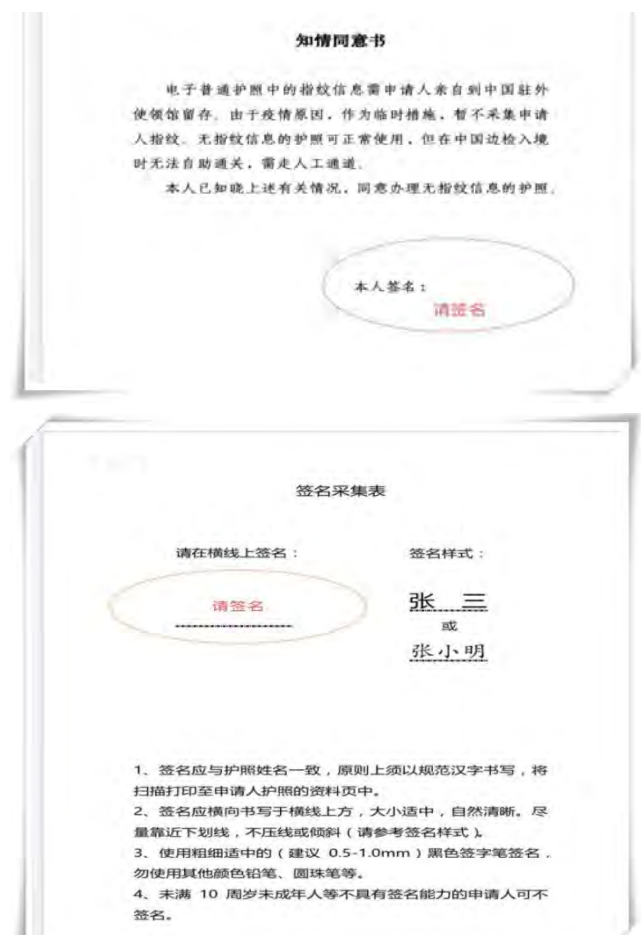 知情同意书
电子普通护照中的指纹信息需申请人亲自到中国驻外
使领馆留存。由于疫情原因，作为临时措施，暂不采集申请
人指纹。无指纹信息的护照可正常使用，但在中国边检入境
时无法自助通关，需走人工通道。
本人已知晓上述有关情况，同意办理无指纹信息的护照。
本人签名：
请签名
签名采集表
请在横线上签名： 签名样式：
请签名 张 三
或
张小明
1、签名应与护照姓名一致，原则上须以规范汉字书写，将
扫描打印至申请人护照的资料页中。
2、签名应横向书写于横线上方，大小适中，自然清晰。尽
量靠近下划线，不压线或倾斜（请参考签名样式）。
3、使用粗细适中的（建议 0.5-1.0mm）黑色签字笔签名，
勿使用其他颜色铅笔、圆珠笔等。
4、未满 10 周岁未成年人等不具有签名能力的申请人可不
签名。